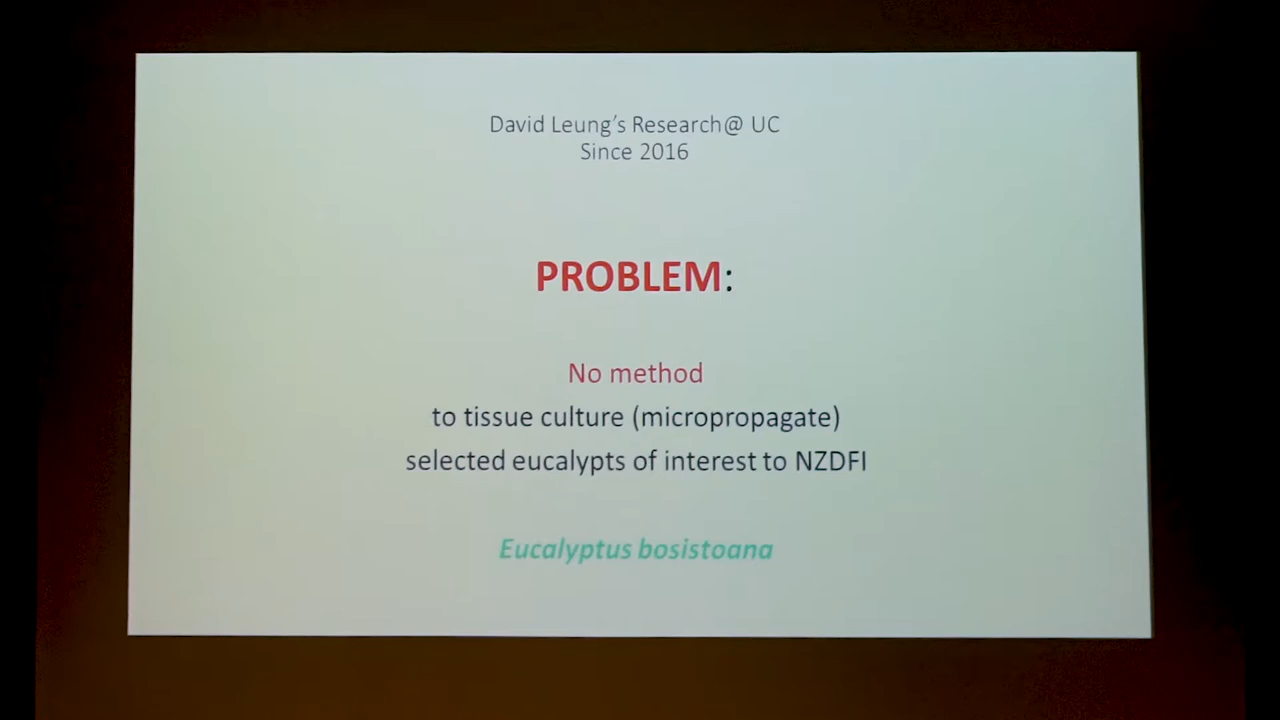 David Leung's Research@ UC
Since 2016
PROBLEM:
No method
to tissue culture (micropropagate)
selected eucalypts of interest to NZDFI
Eucalyptus bosistoana